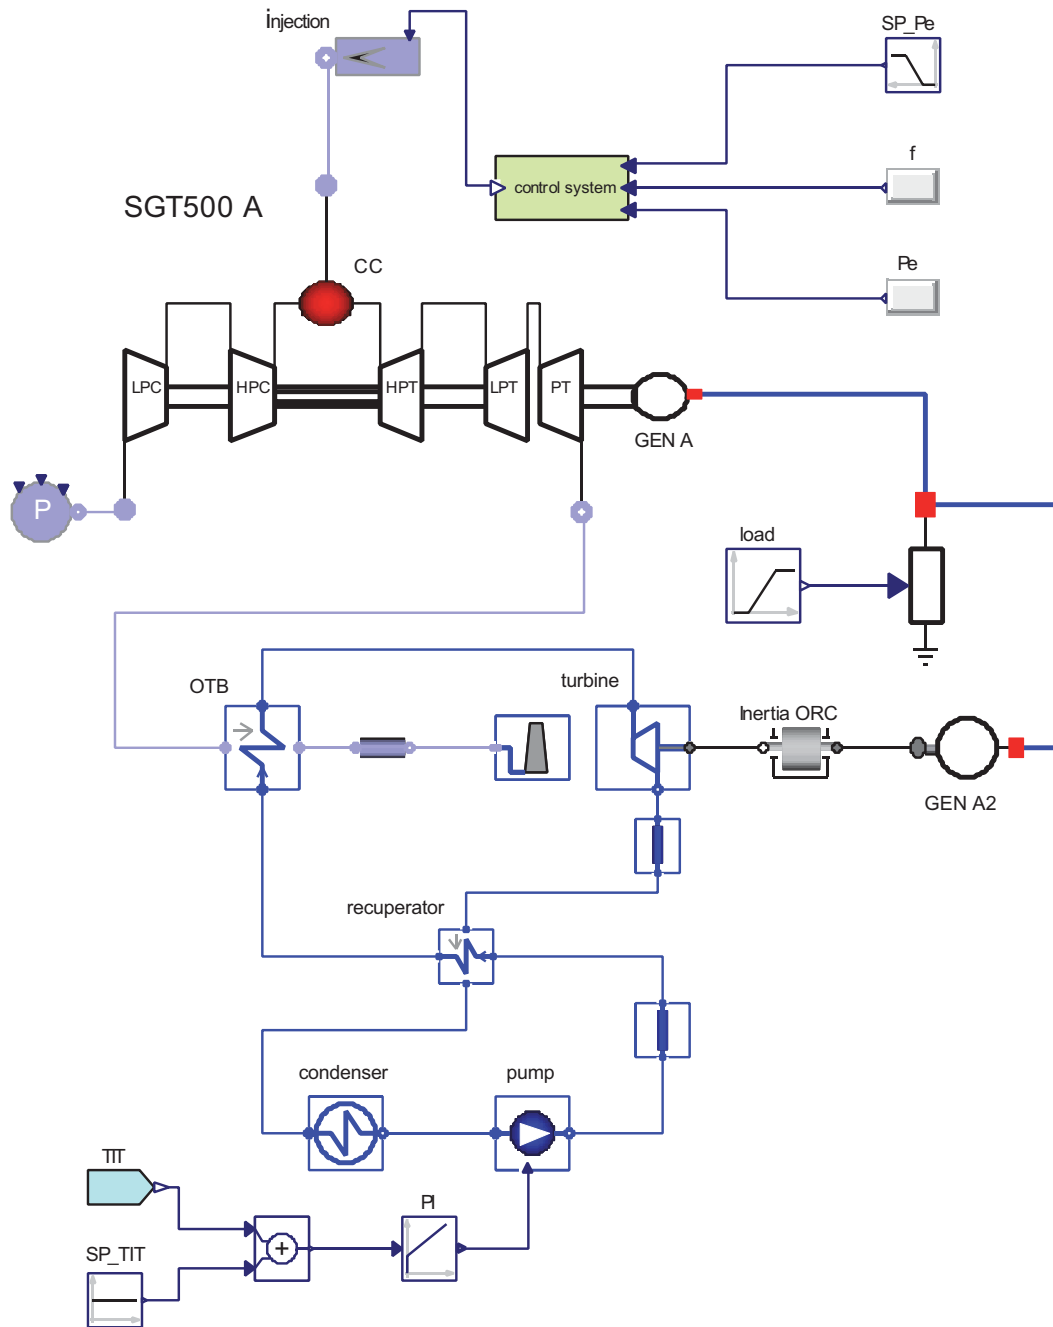 injection
SP_Pe
control system
f
SGT500 A
Pe
CC
LPC
HPC
HPT
LPT
PT
GEN A
P
load
OTB
turbine
Inertia ORC
GEN A2
recuperator
condenser
pump
TIT
PI
SP_TIT
+